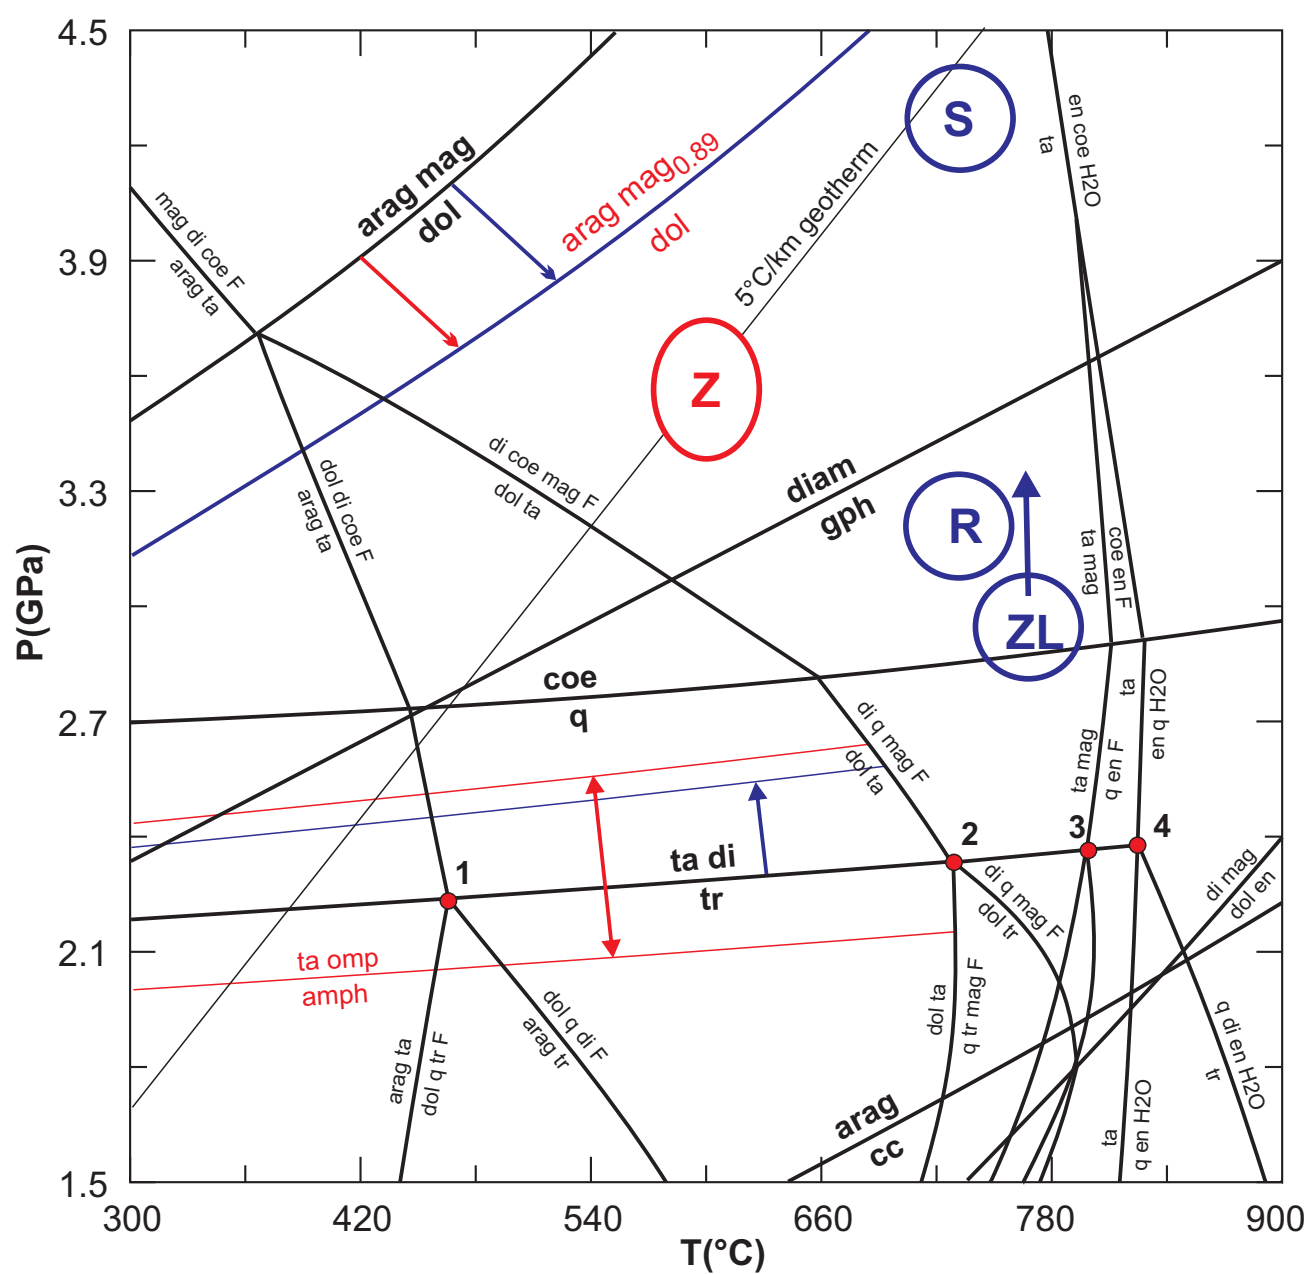 4.5
3.9
3.3
2.7
2.1
1.5
P(GPa)
300
420
540
660
780
900
T(°C)
mag di coe F
arag ta
arag mag
dol
arag mag0.89
dol
5°C/km geotherm
S
en coe H2O
ta
Z
dol di coe F
arag ta
di coe mag F
dol ta
diam
gph
R
ZL
ta mag
coe en F
coe
q
di q mag F
dol ta
ta mag
q en F
ta
en q H2O
1
2
3
4
ta di
tr
ta omp
amph
di q mag F
dol tr
di mag
dol en
arag ta
dol q tr F
dol q di F
arag tr
dol ta
q tr mag F
arag
cc
ta
q en H2O
q di en H2O
tr